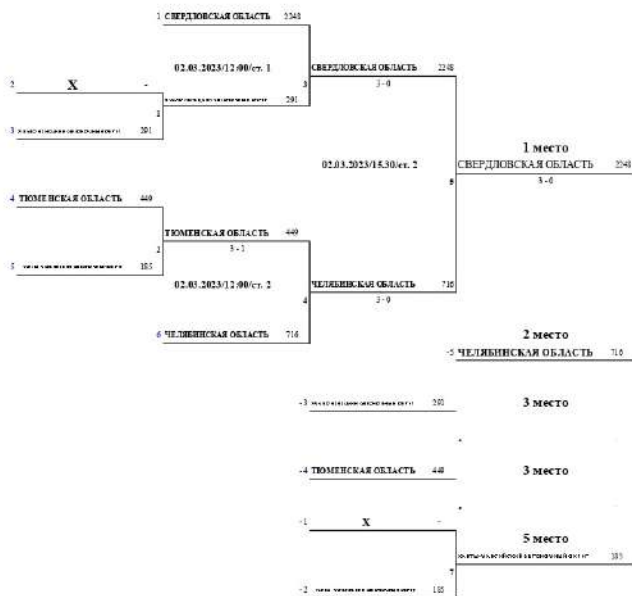 1 СВЕРДЛОВСКАЯ ОБЛАСТЬ 2248
02.03.2023/12:00/ст. 1
СВЕРДЛОВСКАЯ ОБЛАСТЬ 2248
3
3 - 0
2 X -
291
1
3 291
1 место
02.03.2023/15.30/ст. 2
СВЕРДЛОВСКАЯ ОБЛАСТЬ 2248
3 - 0
4 ТЮМЕНСКАЯ ОБЛАСТЬ 449
ТЮМЕНСКАЯ ОБЛАСТЬ 449
2
3 - 1
5 185
02.03.2023/12:00/ст. 2
ЧЕЛЯБИНСКАЯ ОБЛАСТЬ 716
4
3 - 0
6 ЧЕЛЯБИНСКАЯ ОБЛАСТЬ 716
2 место
-5 ЧЕЛЯБИНСКАЯ ОБЛАСТЬ 716
-3 291
3 место
-4 ТЮМЕНСКАЯ ОБЛАСТЬ 449
3 место
-1 X -
5 место
185
7
-2 185